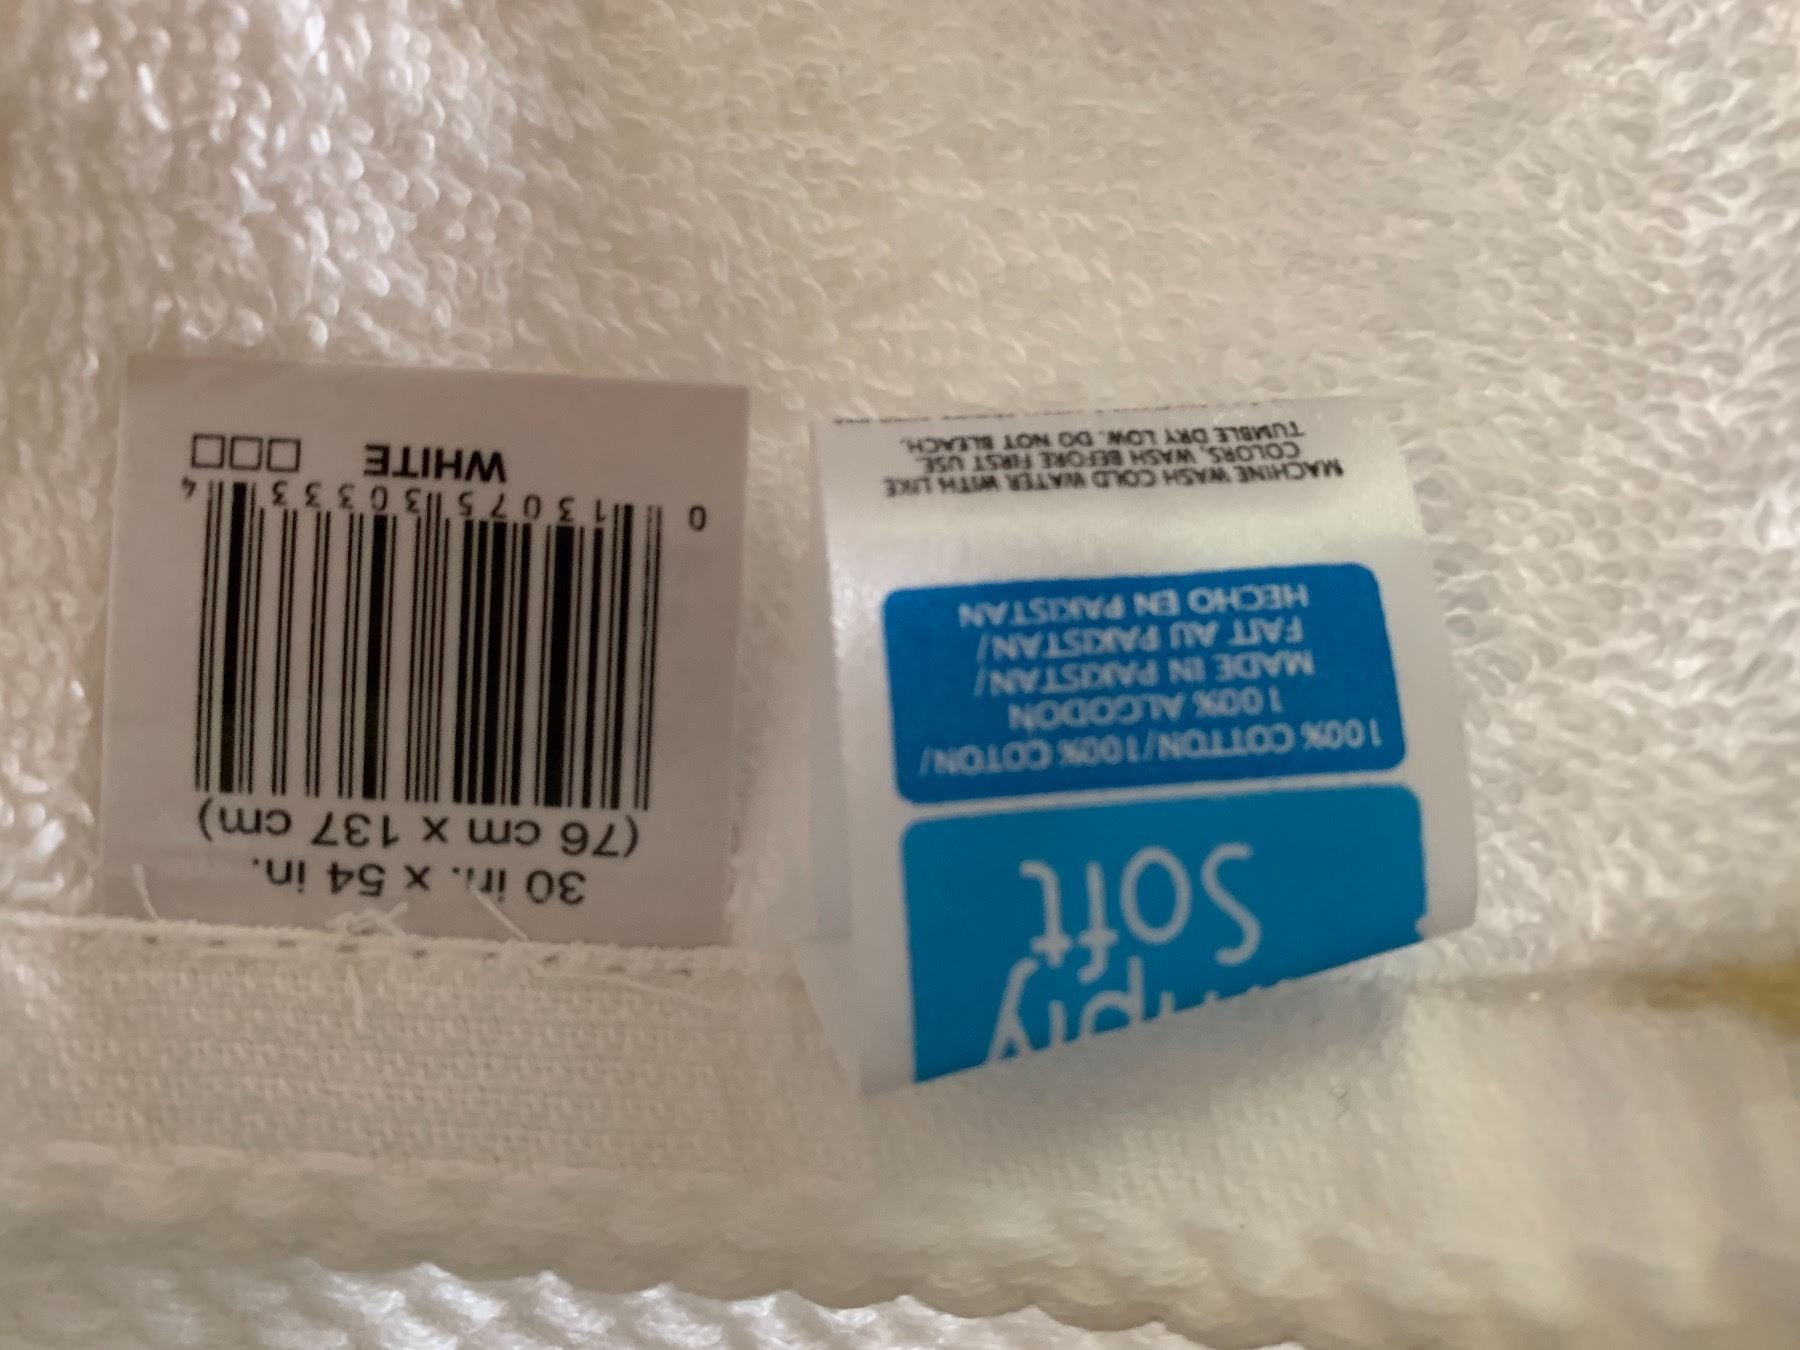 30 in. x 54 in.
(76 cm x 137 cm)
0 13075 33033 3 4
WHITE
Soft
100% COTTON/100% COTON/
100% ALGODON
MADE IN PAKISTAN/
FAIT AU PAKISTAN/
HECHO EN PAKISTAN
MACHINE WASH COLD WATER WITH LIKE
COLORS, WASH BEFORE FIRST USE.
TUMBLE DRY LOW. DO NOT BLEACH.